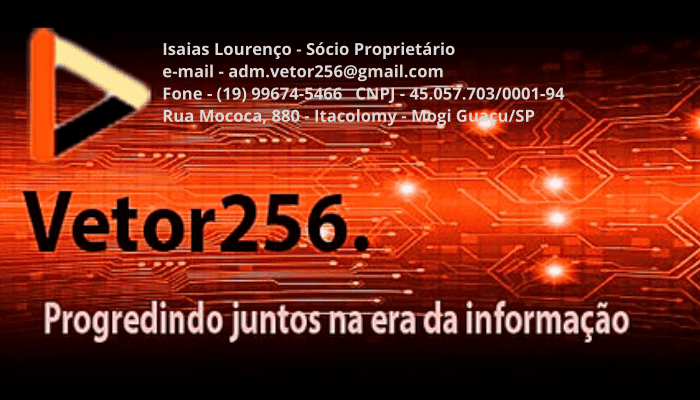 Isaias Lourenço - Sócio Proprietário
e-mail - adm.vetor256@gmail.com
Fone - (19) 99674-5466 CNPJ - 45.057.703/0001-94
Rua Mococa, 880 - Itacolomy - Mogi Guaçu/SP
Vetor256.
Progredindo juntos na era da informação